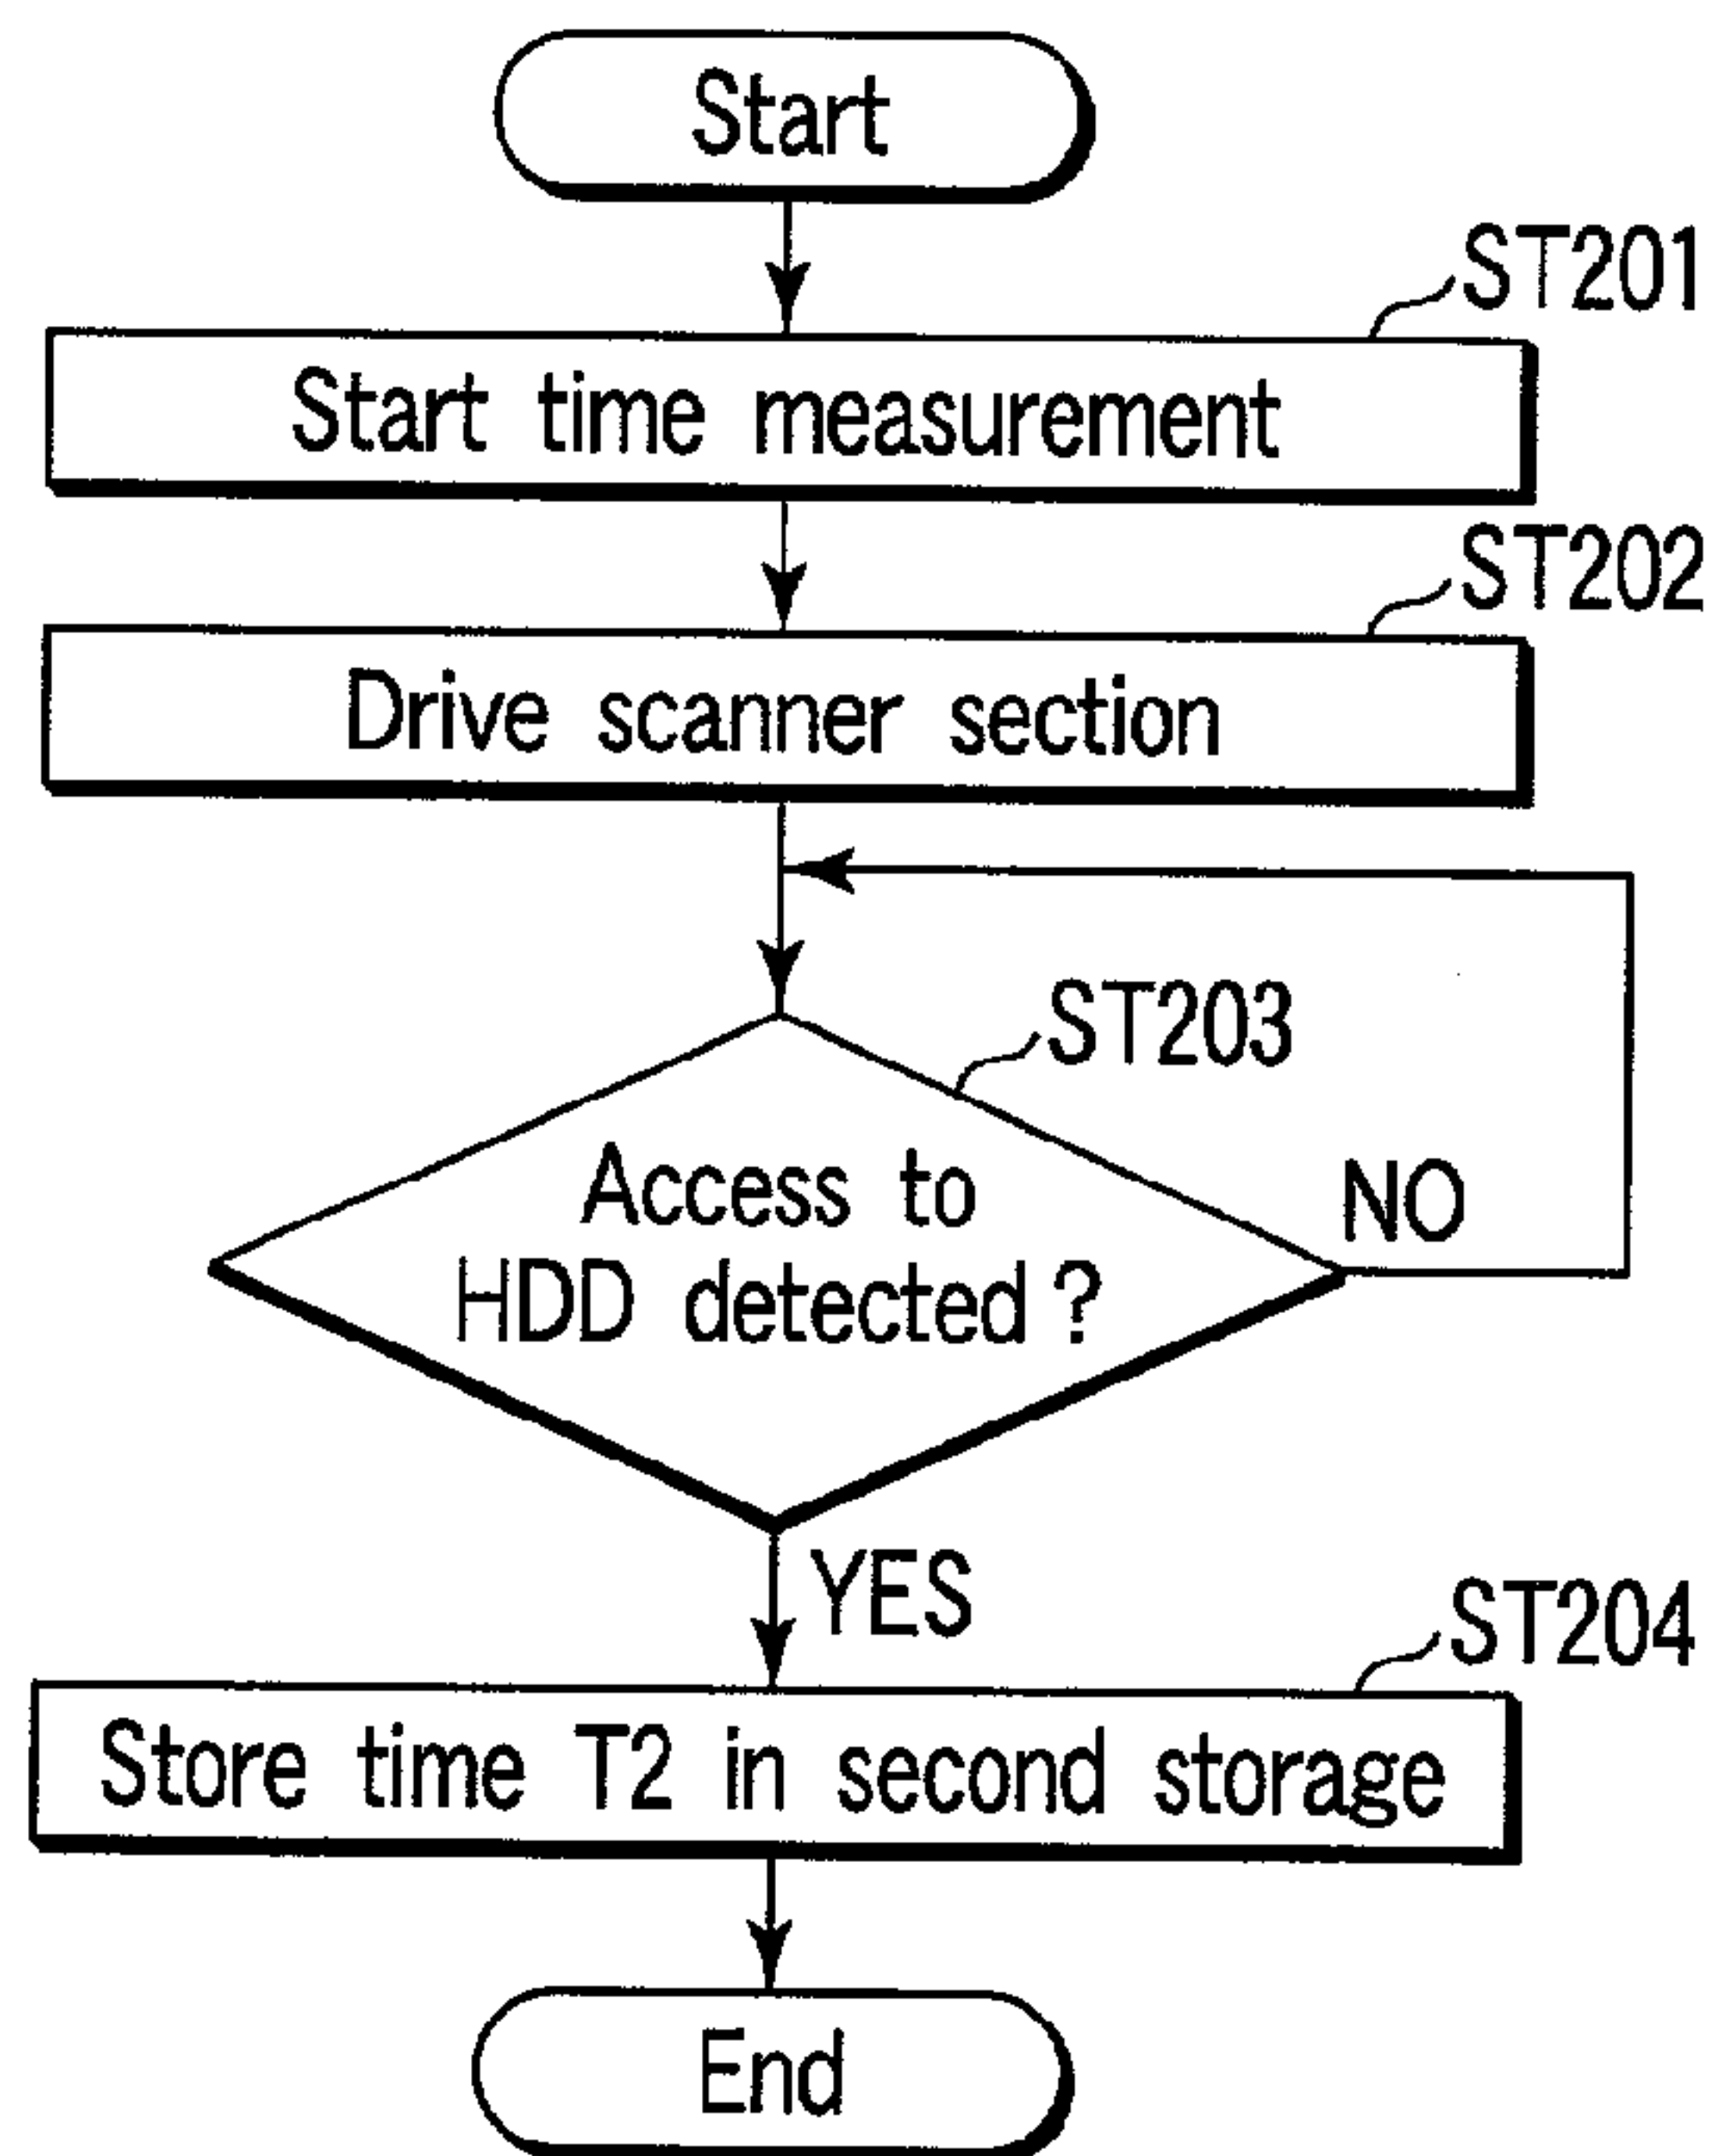 Start
ST201
Start time measurement
ST202
Drive scanner section
ST203
Access to
HDD detected ?
NO
YES
ST204
Store time T2 in second storage
End